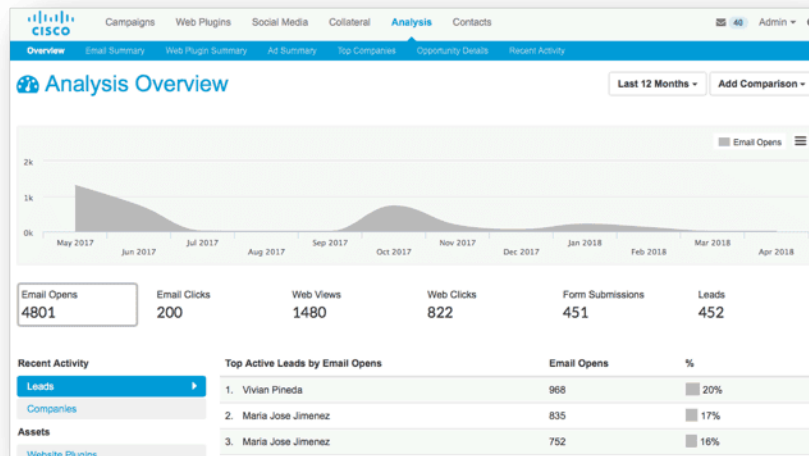 CISCO
Campaigns Web Plugins Social Media Collateral Analysis Contacts 40 Admin
Overview Email Summary Web Plugin Summary Ad Summary Top Companies Opportunity Details Recent Activity
Analysis Overview
Last 12 Months Add Comparison
Email Opens
2k
1k
0k
May 2017 Jun 2017 Jul 2017 Aug 2017 Sep 2017 Oct 2017 Nov 2017 Dec 2017 Jan 2018 Feb 2018 Mar 2018 Apr 2018
Email Opens Email Clicks Web Views Web Clicks Form Submissions Leads
4801 200 1480 822 451 452
Recent Activity
Leads
Companies
Assets
Website Plugins
Top Active Leads by Email Opens Email Opens %
1. Vivian Pineda 968 20%
2. Maria Jose Jimenez 835 17%
3. Maria Jose Jimenez 752 16%